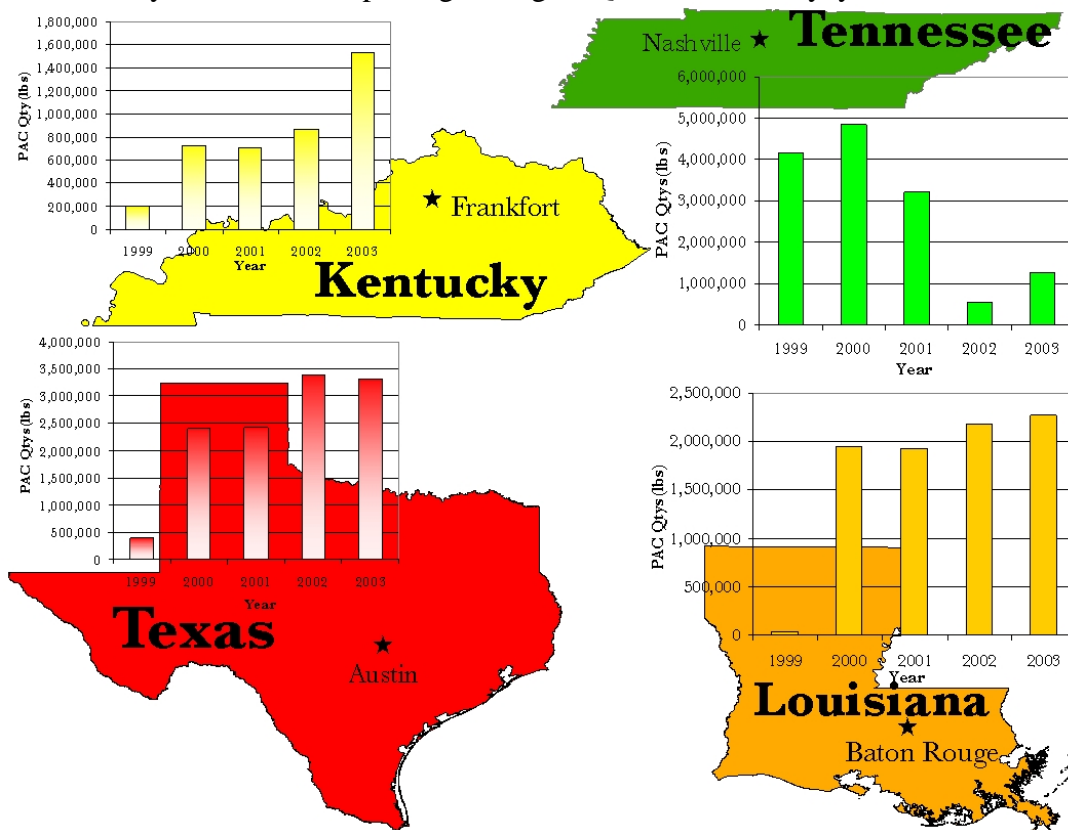 Nashville
Tennessee
1,800,000
1,600,000
1,400,000
1,200,000
1,000,000
800,000
600,000
400,000
200,000
0
PAC Qty(lbs)
1999 2000 2001 2002 2003
Year
Frankfort
Kentucky
6,000,000
5,000,000
4,000,000
3,000,000
2,000,000
1,000,000
0
PAC Qtys(lbs)
1999 2000 2001 2002 2003
Year
4,000,000
3,500,000
3,000,000
2,500,000
2,000,000
1,500,000
1,000,000
500,000
0
PAC Qtys(lbs)
1999 2000 2001 2002 2003
Year
Texas
Austin
2,500,000
2,000,000
1,500,000
1,000,000
500,000
0
PAC Qtys(lbs)
1999 2000 2001 2002 2003
Year
Louisiana
Baton Rouge